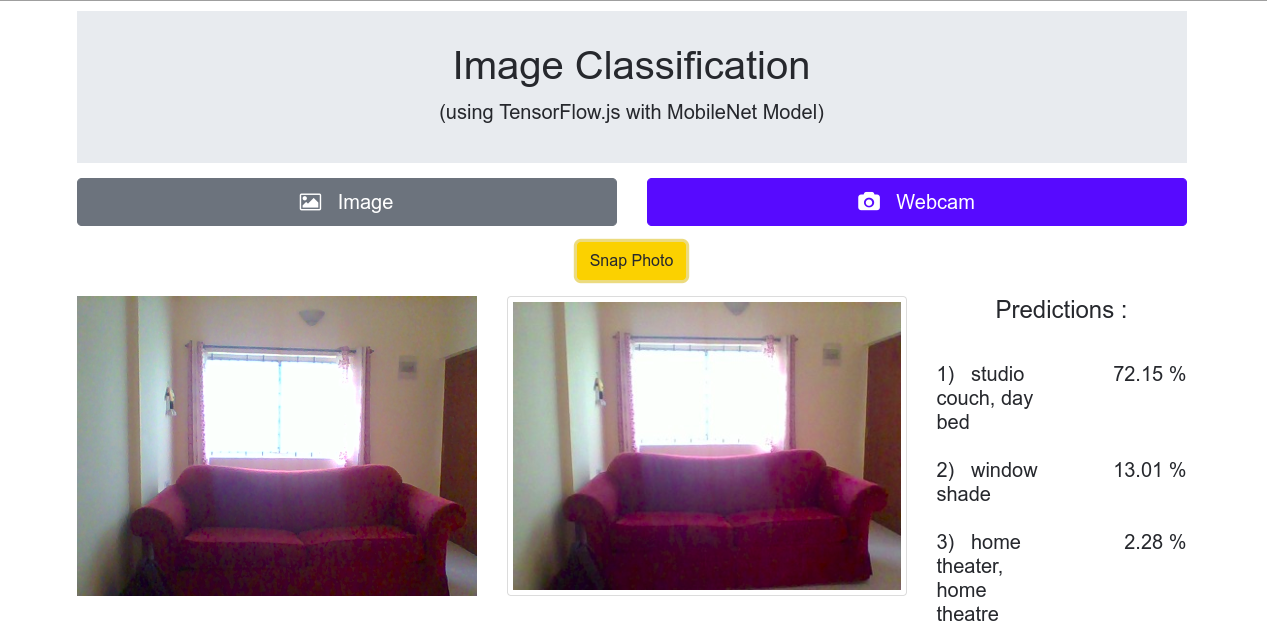 Image Classification
(using TensorFlow.js with MobileNet Model)
Image
Webcam
Snap Photo
Predictions :
1) studio couch, day bed 72.15 %
2) window shade 13.01 %
3) home theater, home theatre 2.28 %